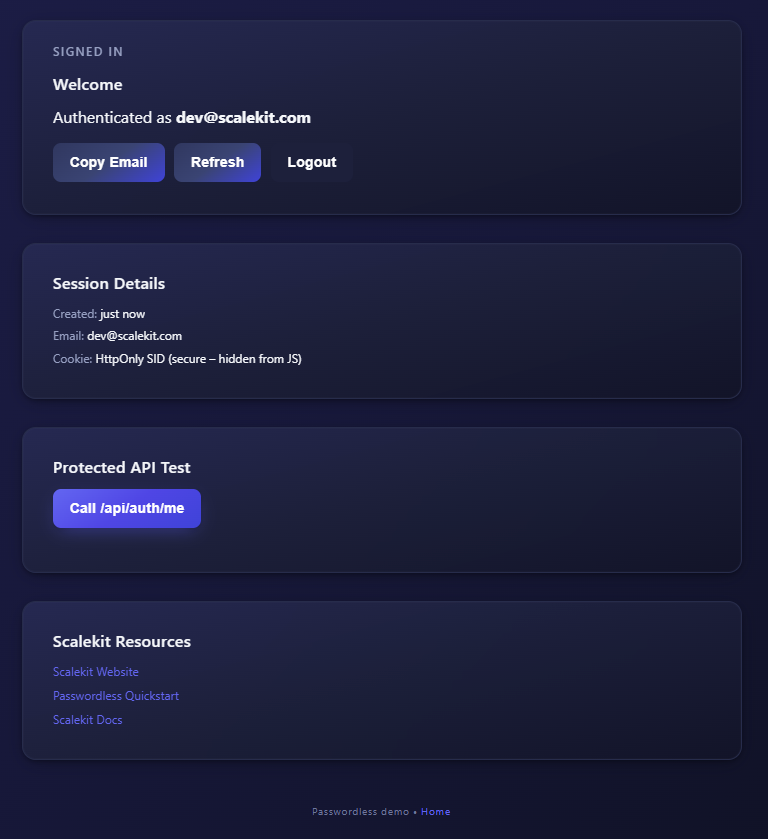 SIGNED IN
Welcome
Authenticated as dev@scalekit.com
Copy Email Refresh Logout
Session Details
Created: just now
Email: dev@scalekit.com
Cookie: HttpOnly SID (secure – hidden from JS)
Protected API Test
Call /api/auth/me
Scalekit Resources
Scalekit Website
Passwordless Quickstart
Scalekit Docs
Passwordless demo • Home